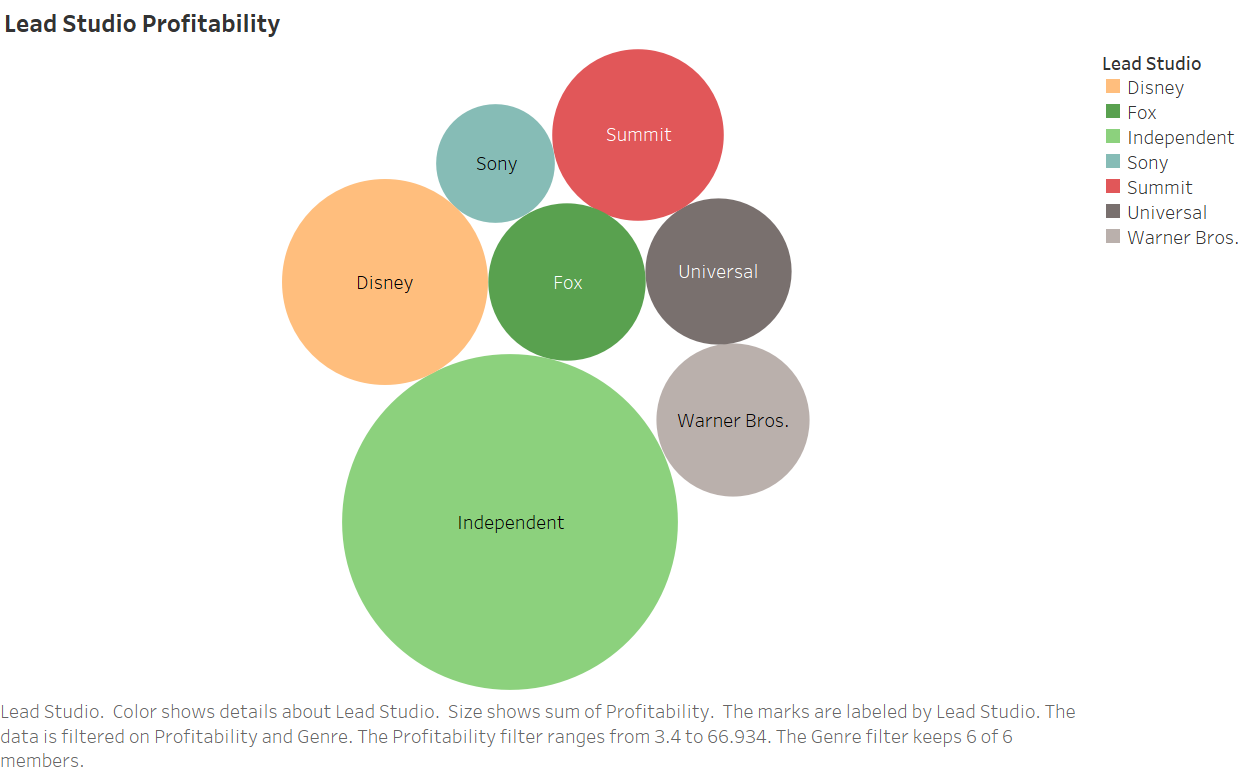 Lead Studio Profitability
Lead Studio
Disney
Fox
Independent
Sony
Summit
Universal
Warner Bros.
Summit
Sony
Universal
Disney
Fox
Warner Bros.
Independent
Lead Studio.  Color shows details about Lead Studio.  Size shows sum of Profitability.  The marks are labeled by Lead Studio. The
data is filtered on Profitability and Genre. The Profitability filter ranges from 3.4 to 66.934. The Genre filter keeps 6 of 6
members.